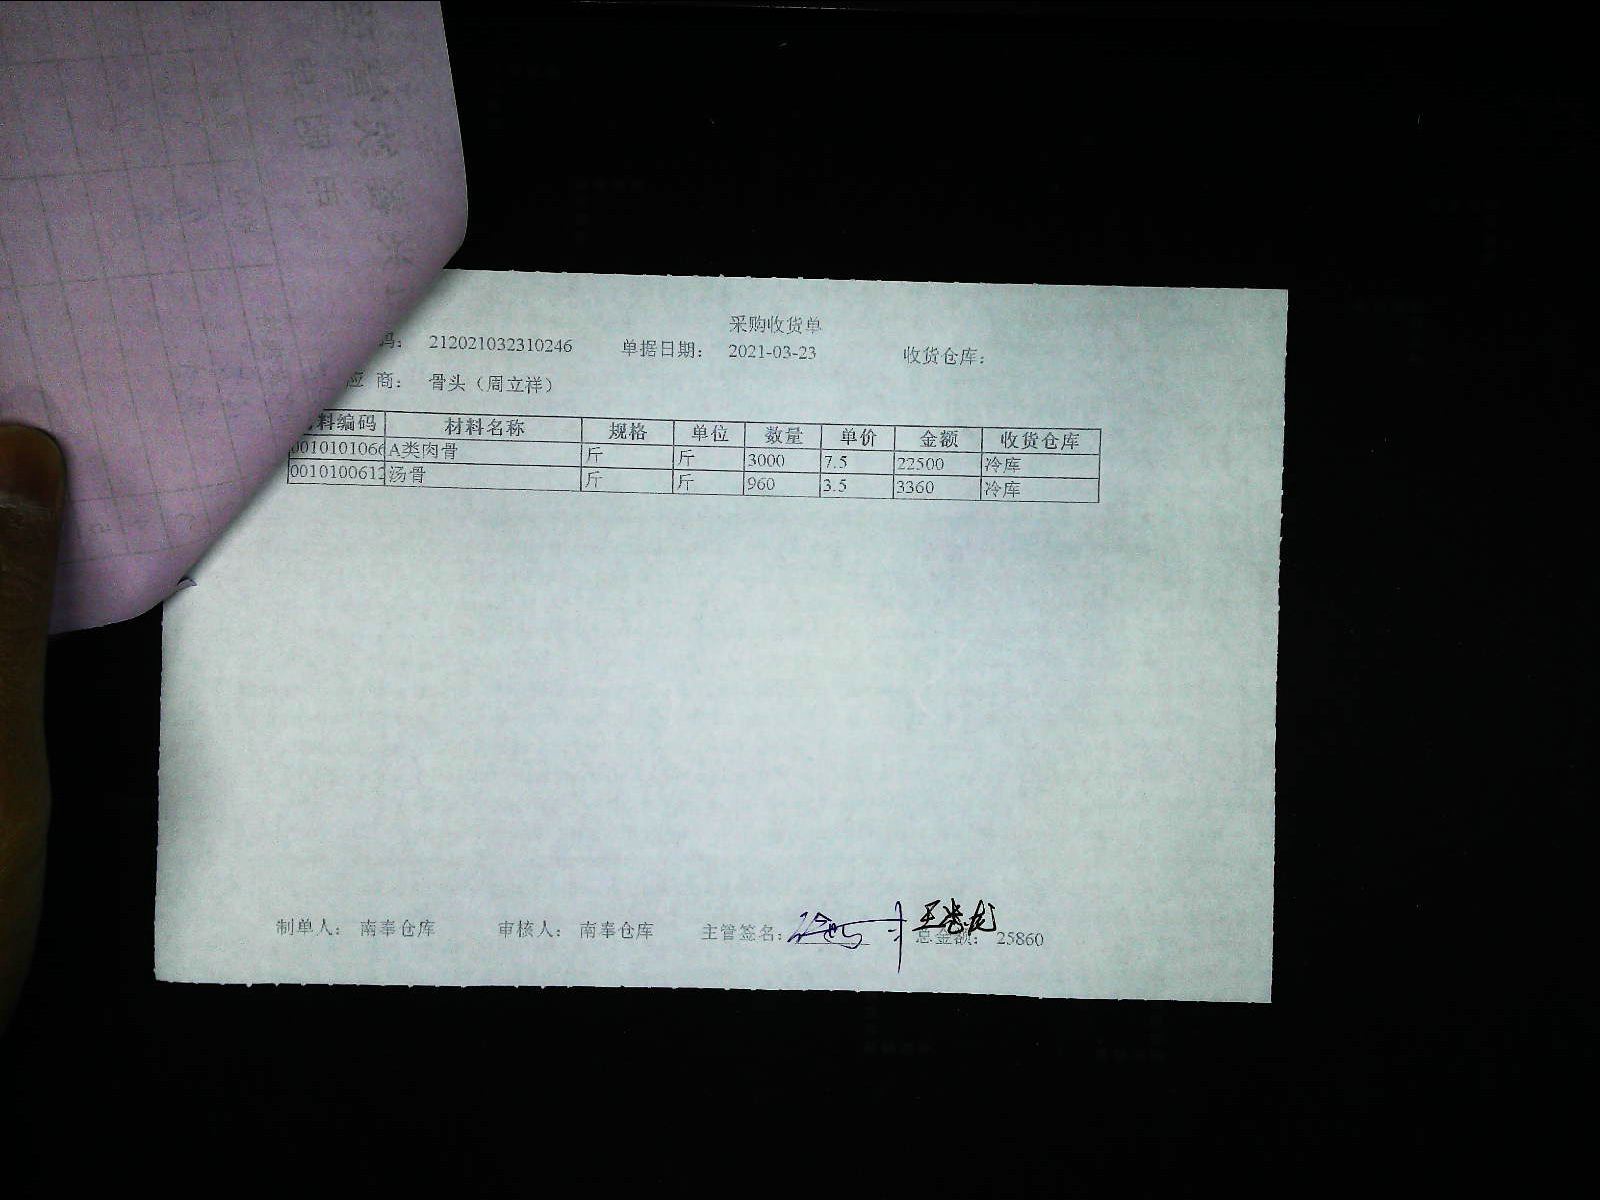 采购收货单
码： 212021032310246 单据日期： 2021-03-23 收货仓库：
应 商： 骨头（周立祥）
料编码 材料名称 规格 单位 数量 单价 金额 收货仓库
0010101066 A类肉骨 斤 斤 3000 7.5 22500 冷库
0010100612 汤骨 斤 斤 960 3.5 3360 冷库
制单人： 南奉仓库 审核人： 南奉仓库 主管签名： 总金额： 25860